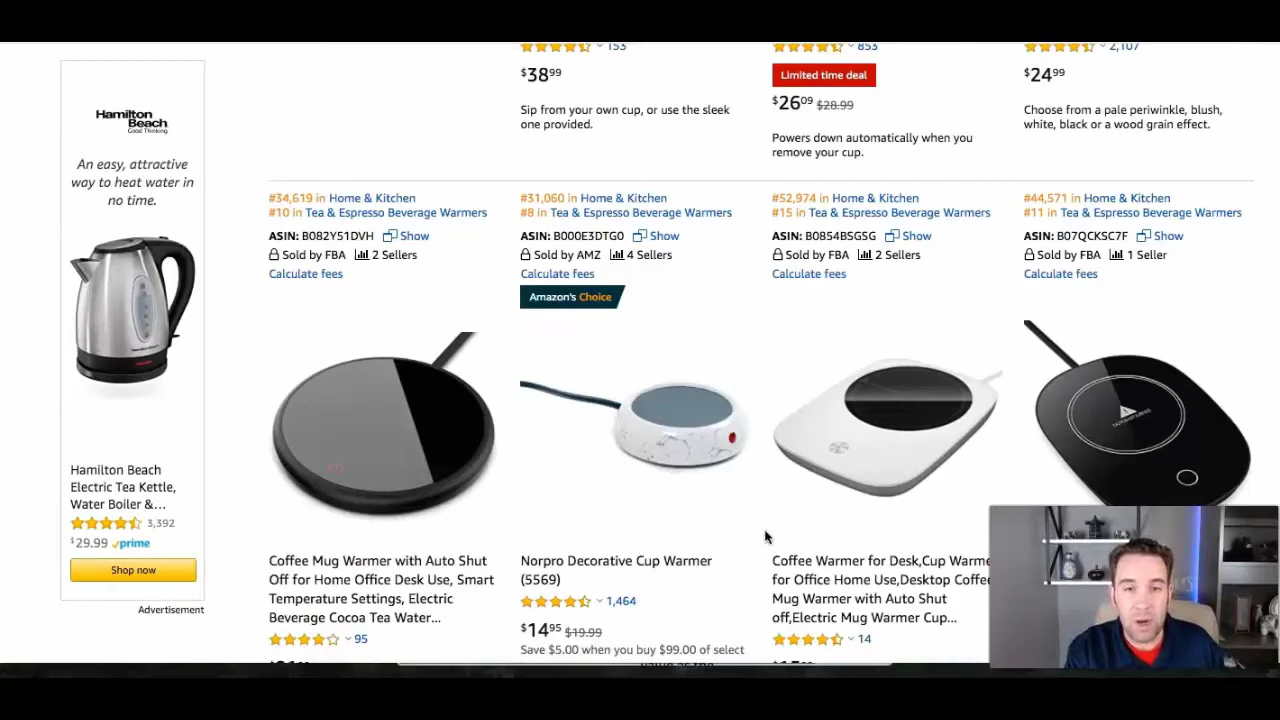 153
853
2,107
$38 99
Limited time deal
$24 99
$26 09 $28.99
Sip from your own cup, or use the sleek
one provided.
Powers down automatically when you
remove your cup.
Choose from a pale periwinkle, blush,
white, black or a wood grain effect.
Hamilton
Beach
Good Thinking
An easy, attractive
way to heat water in
no time.
Hamilton Beach
Electric Tea Kettle,
Water Boiler &...
3,392
$29.99 prime
Shop now
Advertisement
#34,619 in Home & Kitchen
#10 in Tea & Espresso Beverage Warmers
ASIN: B082Y51DVH Show
Sold by FBA 2 Sellers
Calculate fees
Coffee Mug Warmer with Auto Shut
Off for Home Office Desk Use, Smart
Temperature Settings, Electric
Beverage Cocoa Tea Water...
95
#31,060 in Home & Kitchen
#8 in Tea & Espresso Beverage Warmers
ASIN: B000E3DTG0 Show
Sold by AMZ 4 Sellers
Calculate fees
Amazon's Choice
Norpro Decorative Cup Warmer
(5569)
1,464
$14 95 $19.99
Save $5.00 when you buy $99.00 of select
#52,974 in Home & Kitchen
#15 in Tea & Espresso Beverage Warmers
ASIN: B0854BSGSG Show
Sold by FBA 2 Sellers
Calculate fees
Coffee Warmer for Desk,Cup Warme
for Office Home Use,Desktop Coffee
Mug Warmer with Auto Shut
off,Electric Mug Warmer Cup...
14
#44,571 in Home & Kitchen
#11 in Tea & Espresso Beverage Warmers
ASIN: B07QCKSC7F Show
Sold by FBA 1 Seller
Calculate fees